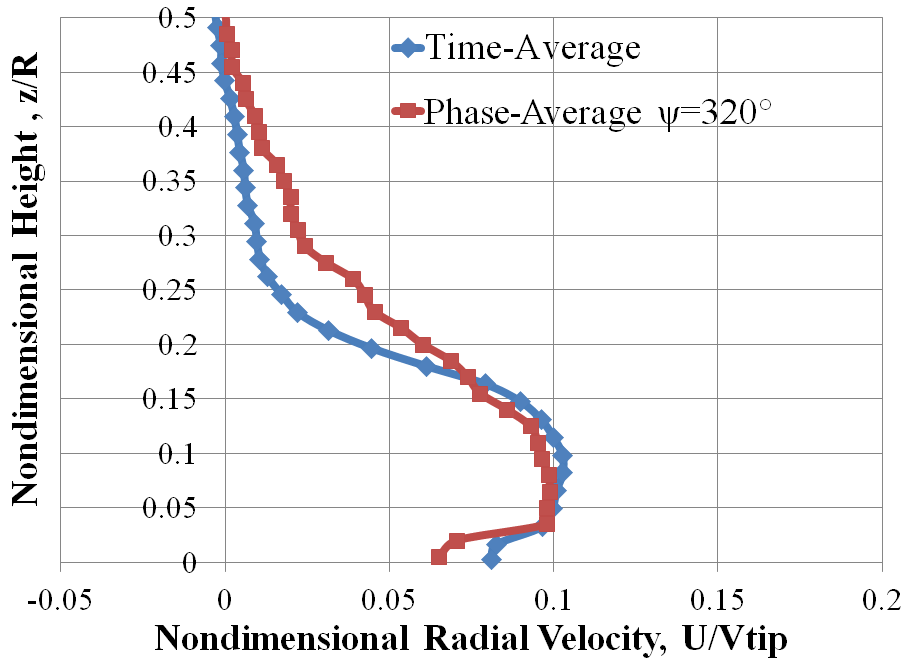 0.5
0.45
0.4
0.35
0.3
0.25
0.2
0.15
0.1
0.05
0
Nondimensional Height , z/R
Time-Average
Phase-Average ψ=320°
-0.05 0 0.05 0.1 0.15 0.2
Nondimensional Radial Velocity, U/Vtip